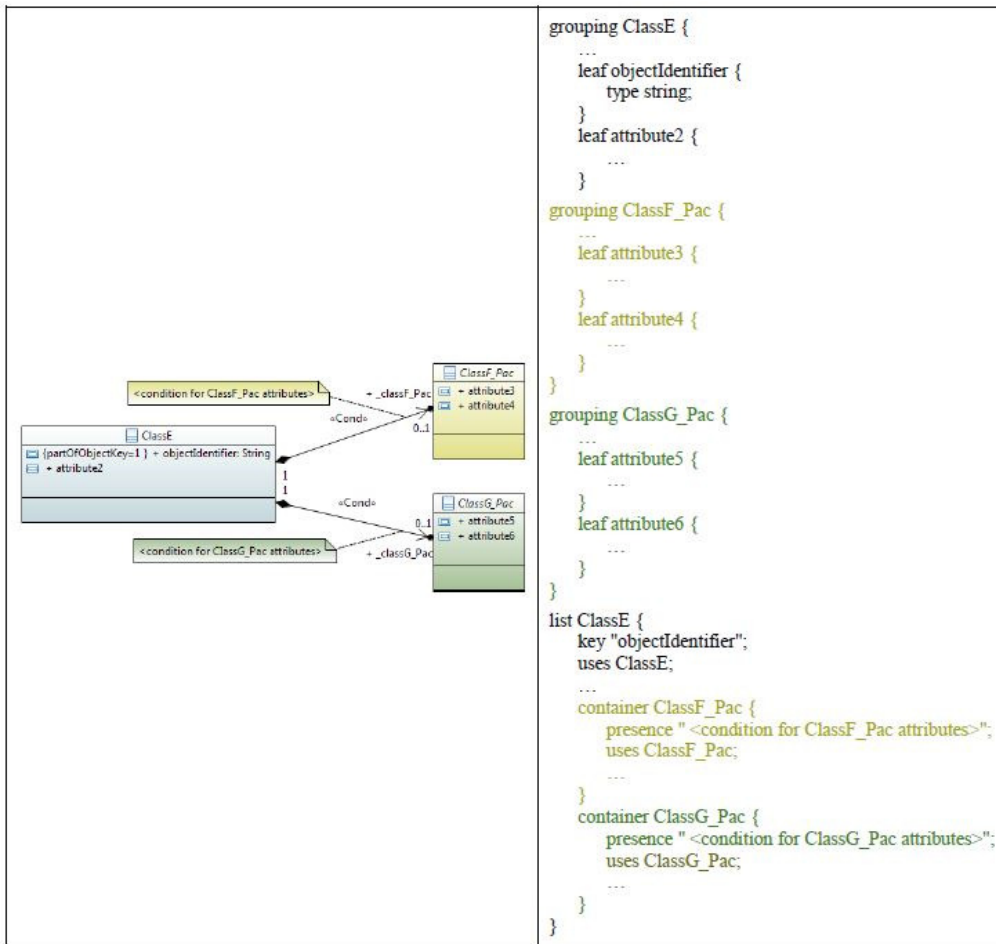 <condition for ClassF_Pac attributes>
+ _classF_Pac
ClassF_Pac
+ attribute3
+ attribute4
«Cond»
0..1
ClassE
{partOfObjectKey=1 } + objectIdentifier: String
+ attribute2
1
1
«Cond»
0..1
ClassG_Pac
+ attribute5
+ attribute6
<condition for ClassG_Pac attributes>
+ _classG_Pac
grouping ClassE {
...
leaf objectIdentifier {
type string;
}
leaf attribute2 {
...
}
grouping ClassF_Pac {
...
leaf attribute3 {
...
}
leaf attribute4 {
...
}
}
grouping ClassG_Pac {
...
leaf attribute5 {
...
}
leaf attribute6 {
...
}
}
list ClassE {
key "objectIdentifier";
uses ClassE;
...
container ClassF_Pac {
presence " <condition for ClassF_Pac attributes>";
uses ClassF_Pac;
...
}
container ClassG_Pac {
presence " <condition for ClassG_Pac attributes>";
uses ClassG_Pac;
...
}
}